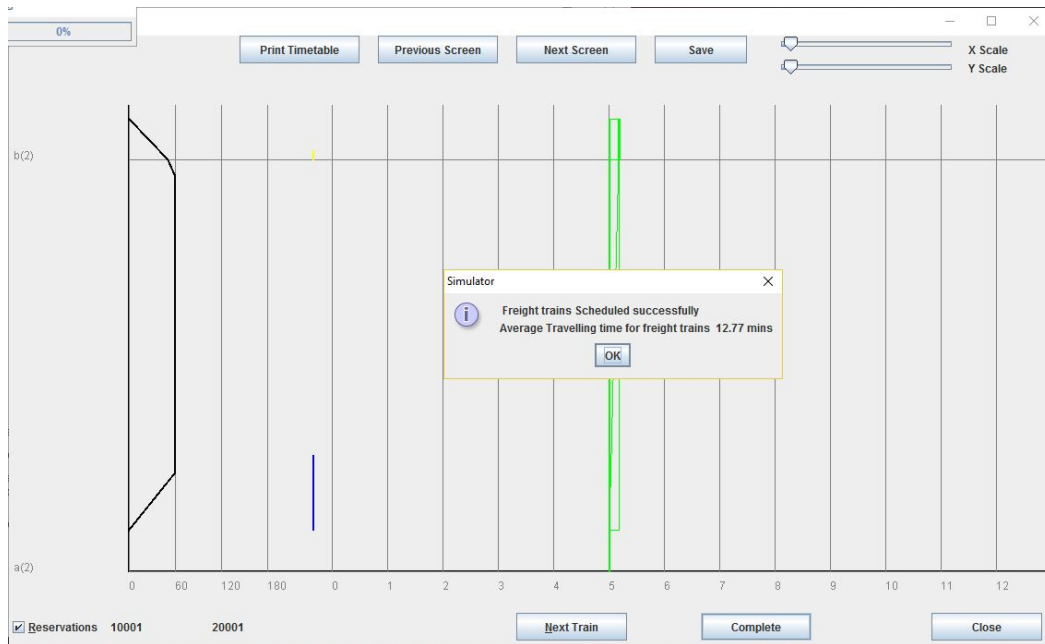 0%
Print Timetable Previous Screen Next Screen Save X Scale
Y Scale
b(2)
Simulator
Freight trains Scheduled successfully
Average Travelling time for freight trains 12.77 mins
OK
a(2)
0 60 120 180 0 1 2 3 4 5 6 7 8 9 10 11 12
Reservations 10001 20001 Next Train Complete Close